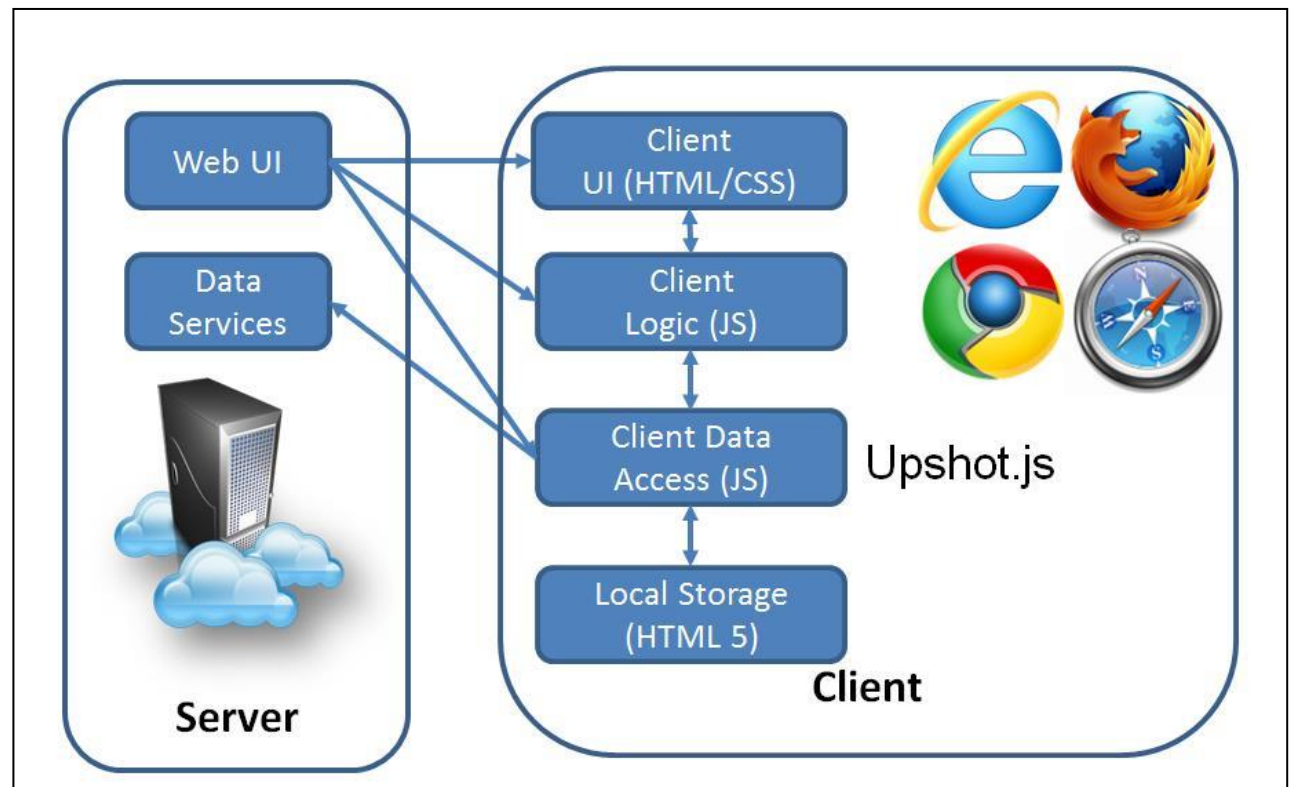 Web UI
Data
Services
Server
Client
UI (HTML/CSS)
Client
Logic (JS)
Client Data
Access (JS)
Upshot.js
Local Storage
(HTML 5)
Client
N
E
S
W